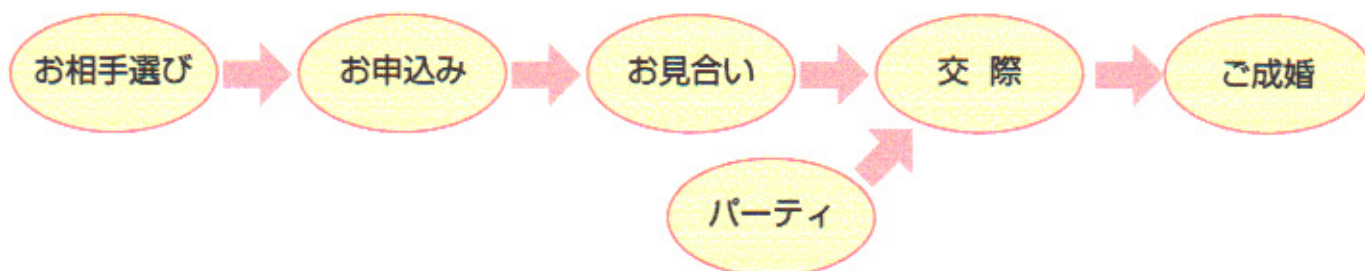 お相手選び
お申込み
お見合い
交 際
ご成婚
パーティ